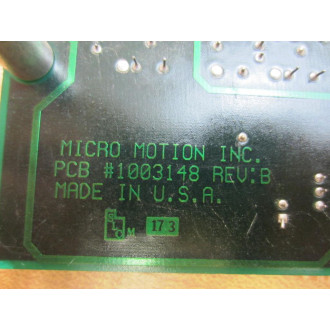 MICRO MOTION INC.
PCB #1003148 REV:B
MADE IN U.S.A.
M 17 3